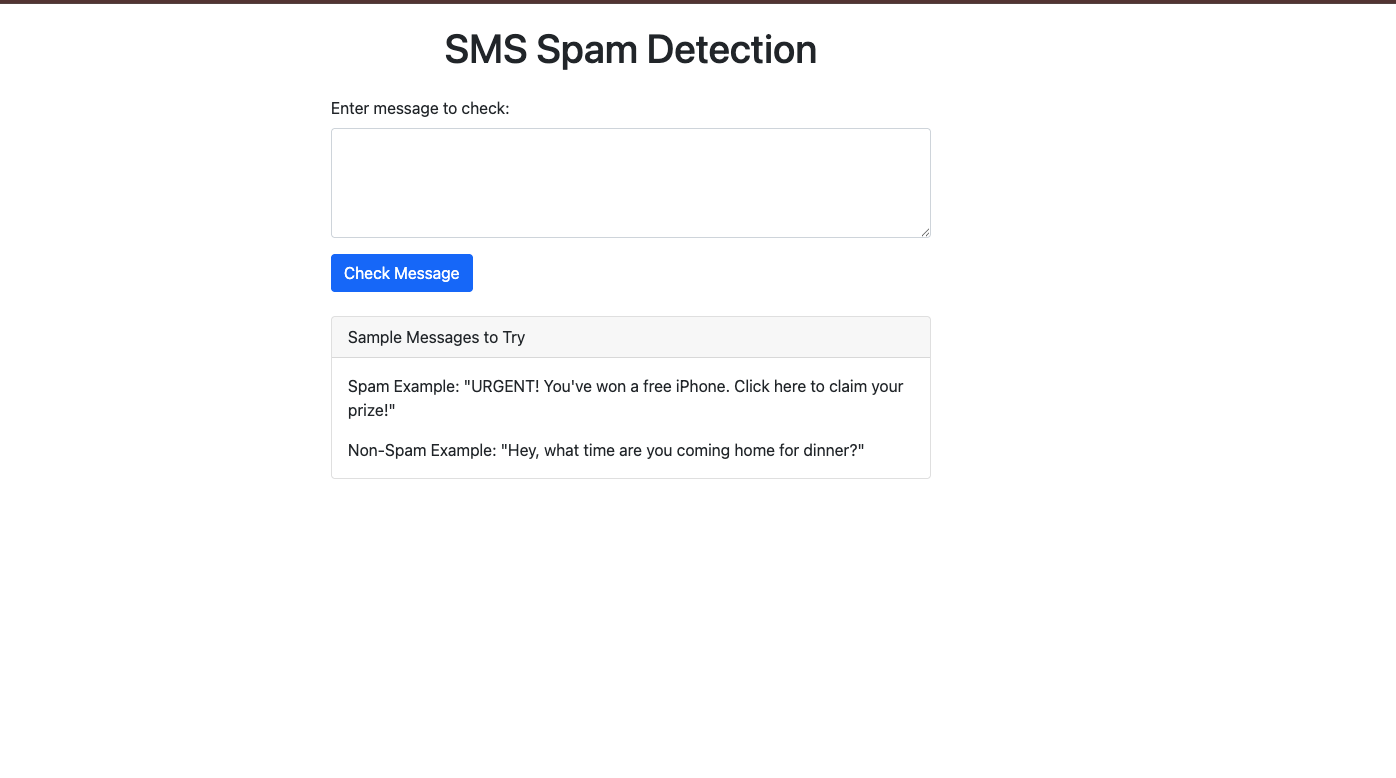 SMS Spam Detection
Enter message to check:
Check Message
Sample Messages to Try
Spam Example: "URGENT! You've won a free iPhone. Click here to claim your
prize!"
Non-Spam Example: "Hey, what time are you coming home for dinner?"